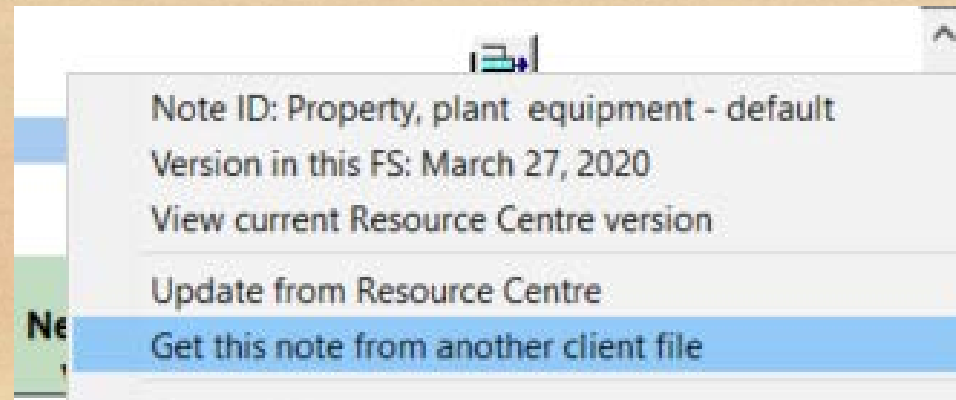 Note ID: Property, plant  equipment - default
Version in this FS: March 27, 2020
View current Resource Centre version
Update from Resource Centre
Ne
Get this note from another client file